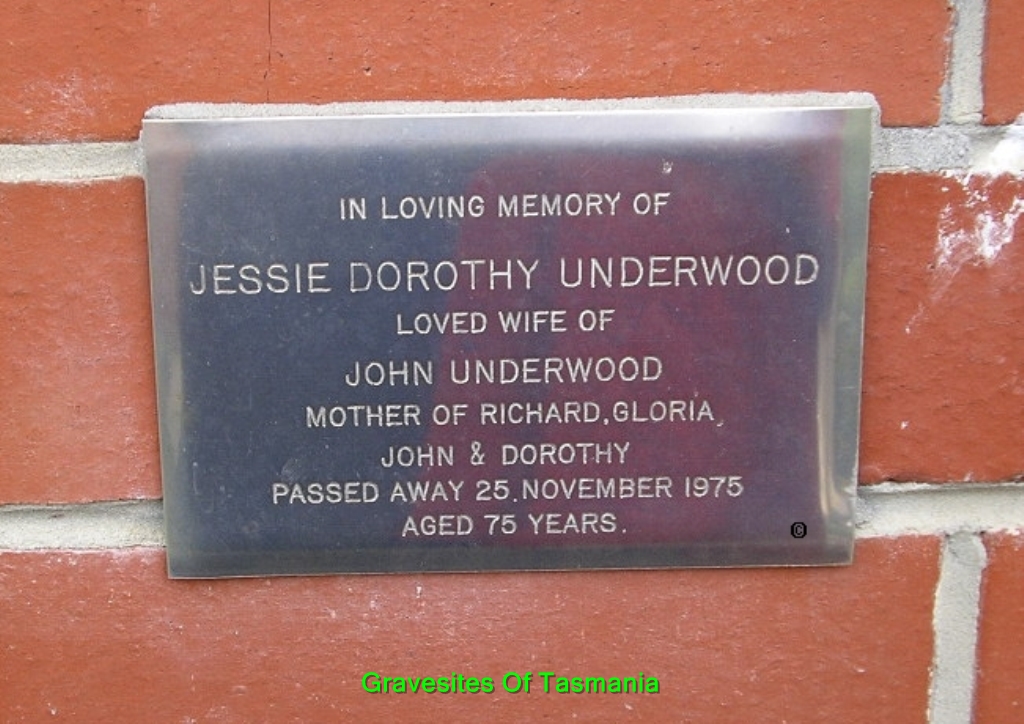 IN LOVING MEMORY OF
JESSIE DOROTHY UNDERWOOD
LOVED WIFE OF
JOHN UNDERWOOD
MOTHER OF RICHARD, GLORIA,
JOHN & DOROTHY
PASSED AWAY 25. NOVEMBER 1975
AGED 75 YEARS.
©
Gravesites Of Tasmania